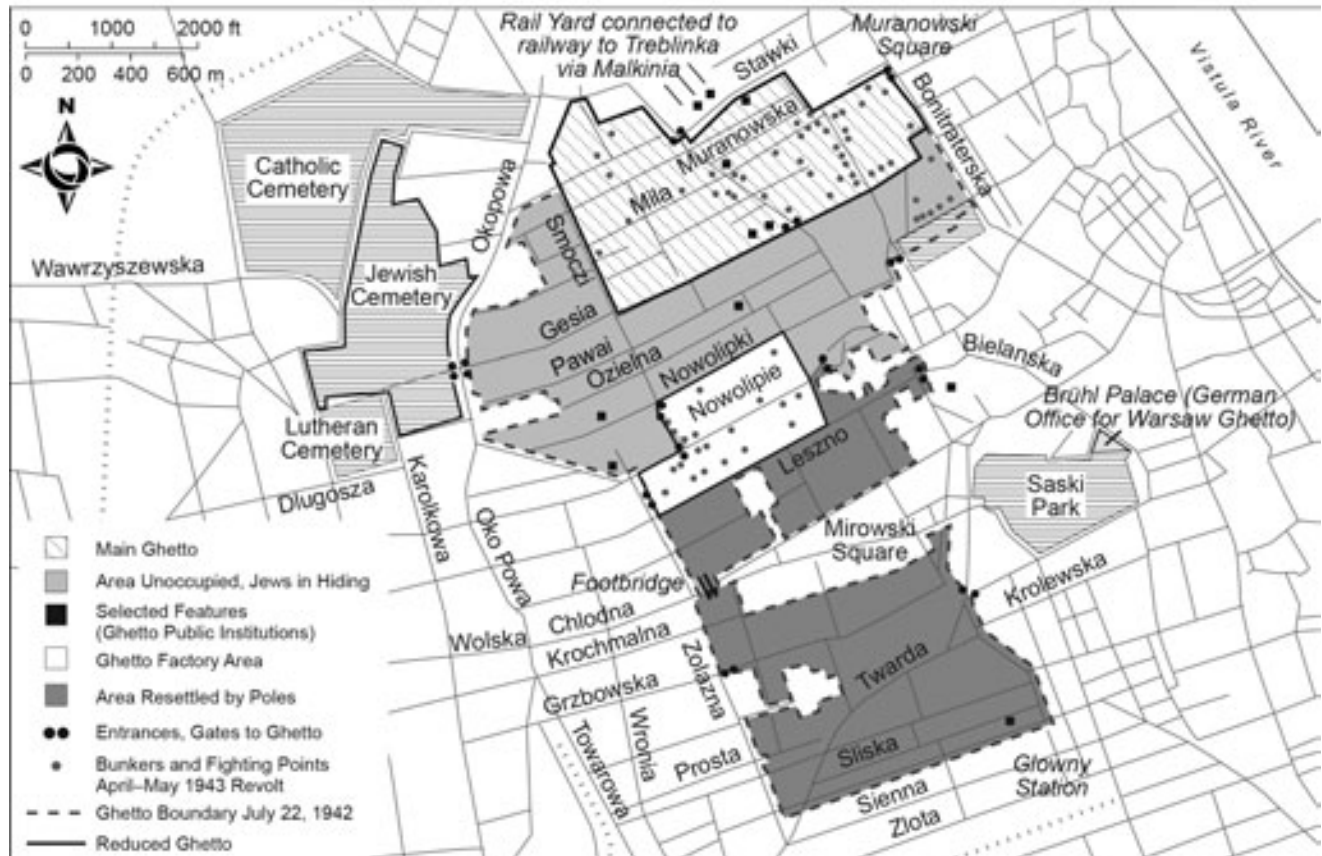 0 1000 2000 ft
0 200 400 600 m
N
Rail Yard connected to
railway to Treblinka
via Malkinia
Stawki
Muranowski
Square
Bonitraterska
Vistula River
Catholic
Cemetery
Okopowa
Muranowska
Mila
Smoczi
Wawrzyszewska
Jewish
Cemetery
Gesia
Pawai
Ozielna
Nowolipki
Nowolipie
Bielanska
Brühl Palace (German
Office for Warsaw Ghetto)
Lutheran
Cemetery
Leszno
Saski
Park
Dlugosza
Karolkowa
Oko Powa
Mirowski
Square
Footbridge
Krolewska
Chlodna
Wolska
Krochmalna
Zolazna
Twarda
Grzbowska
Towarowa
Wronia
Prosta
Sliska
Sienna
Zlota
Głowny
Station
Main Ghetto
Area Unoccupied, Jews in Hiding
Selected Features
(Ghetto Public Institutions)
Ghetto Factory Area
Area Resettled by Poles
Entrances, Gates to Ghetto
Bunkers and Fighting Points
April–May 1943 Revolt
Ghetto Boundary July 22, 1942
Reduced Ghetto